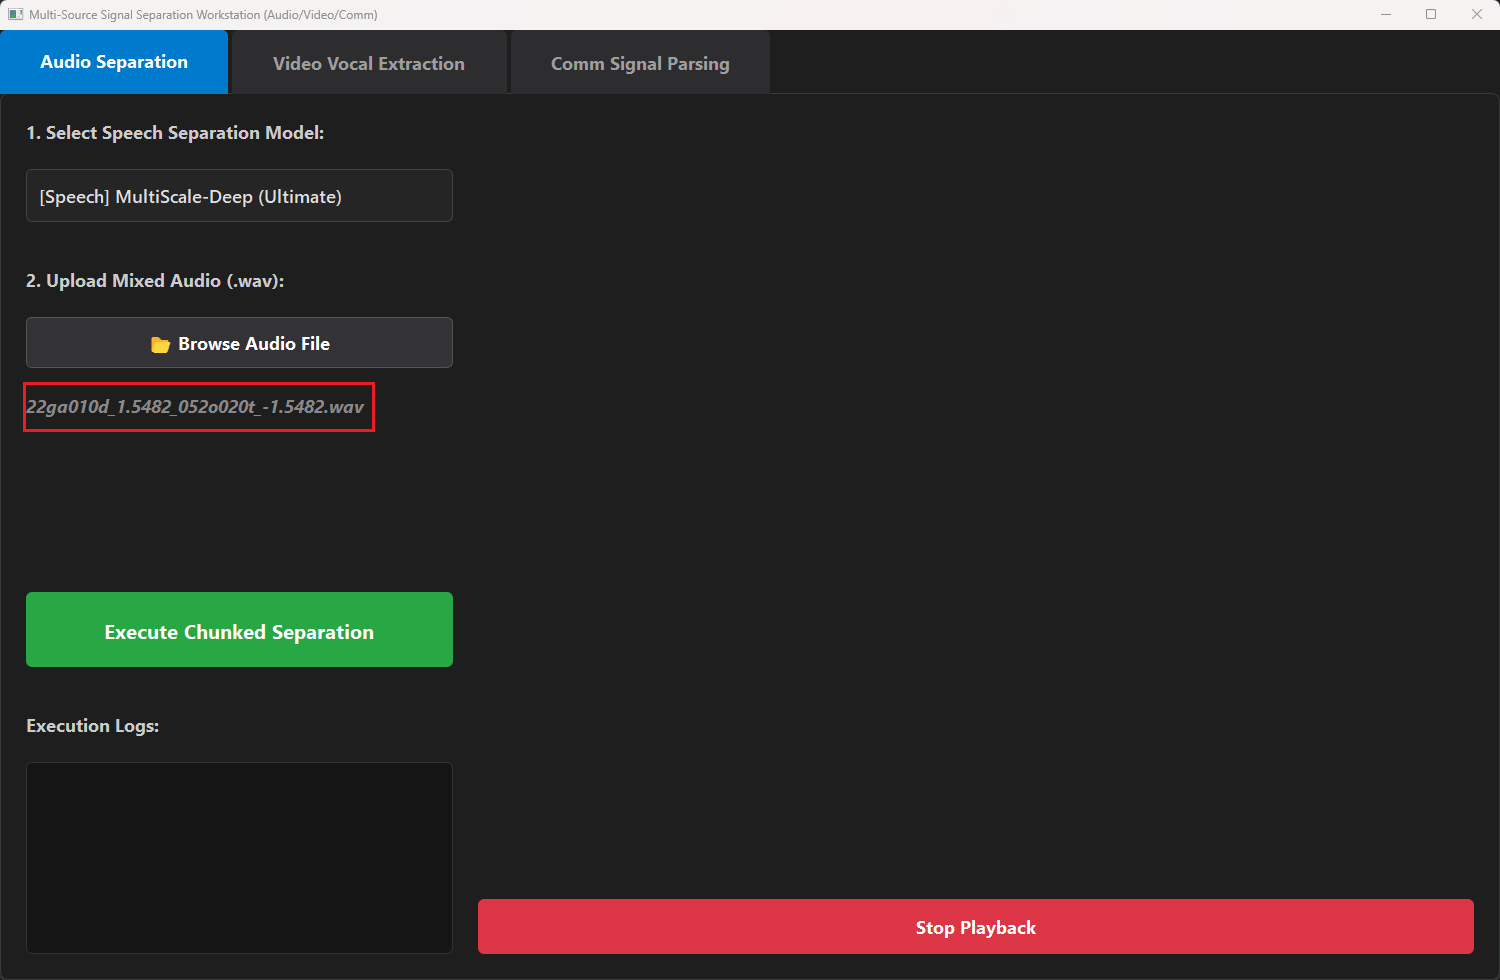 Multi-Source Signal Separation Workstation (Audio/Video/Comm)
Audio Separation
Video Vocal Extraction
Comm Signal Parsing
1. Select Speech Separation Model:
[Speech] MultiScale-Deep (Ultimate)
2. Upload Mixed Audio (.wav):
Browse Audio File
22ga010d_1.5482_052o020t_-1.5482.wav
Execute Chunked Separation
Execution Logs:
Stop Playback